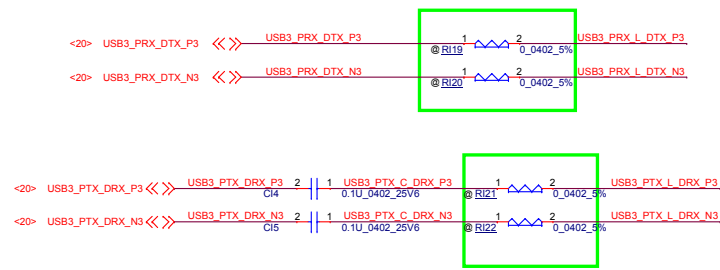 <20> USB3_PRX_DTX_P3 USB3_PRX_DTX_P3 1 2 USB3_PRX_L_DTX_P3
@ RI19 0_0402_5%
<20> USB3_PRX_DTX_N3 USB3_PRX_DTX_N3 1 2 USB3_PRX_L_DTX_N3
@ RI20 0_0402_5%
<20> USB3_PTX_DRX_P3 USB3_PTX_DRX_P3 2 1 USB3_PTX_C_DRX_P3 1 2 USB3_PTX_L_DRX_P3
CI4 0.1U_0402_25V6 @ RI21 0_0402_5%
<20> USB3_PTX_DRX_N3 USB3_PTX_DRX_N3 2 1 USB3_PTX_C_DRX_N3 1 2 USB3_PTX_L_DRX_N3
CI5 0.1U_0402_25V6 @ RI22 0_0402_5%